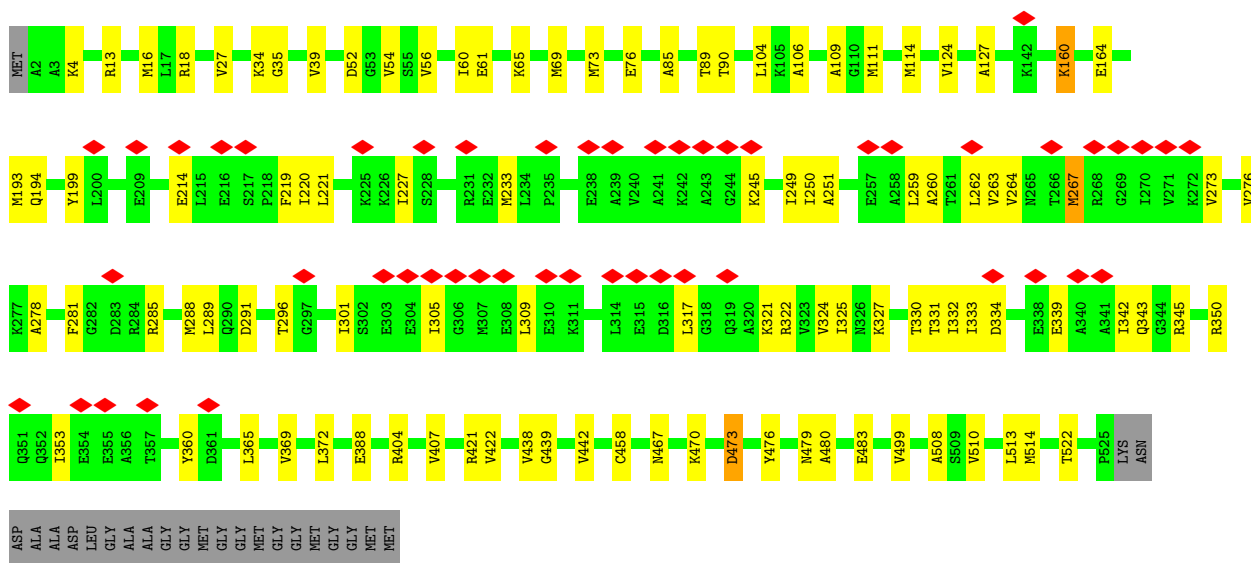 MET A2 A3 K4 R13 M16 L17 R18 V27 K34 G35 V39 D52 G53 V54 S55 V56 I60 E61 K65 M69 M73 E76 A85 T89 T90 L104 K105 A106 A109 G110 M111 M114 V124 A127 K142 K160 E164
M193 Q194 Y199 L200 E209 E214 L215 E216 S217 P218 F219 I220 L221 K225 K226 I227 S228 R231 E232 M233 L234 P235 E238 A239 V240 A241 K242 A243 G244 K245 I249 I250 A251 E257 A258 L259 A260 T261 L262 V263 V264 N265 T266 M267 R268 G269 I270 V271 K272 V273 V276
K277 A278 F281 G282 D283 R284 R285 M288 L289 Q290 D291 T296 G297 I301 S302 E303 E304 I305 G306 M307 E308 L309 E310 K311 L314 E315 D316 L317 G318 Q319 A320 K321 R322 V323 V324 I325 N326 K327 T330 T331 I332 I333 D334 E338 E339 A340 A341 I342 Q343 G344 R345 R350
Q351 Q352 I353 E354 E355 A356 T357 Y360 D361 L365 V369 L372 E388 R404 V407 R421 V422 V438 G439 V442 C458 N467 K470 D473 Y476 N479 A480 E483 V499 A508 S509 V510 L513 M514 T522 P525 LYS ASN
ASP ALA ALA ASP LEU GLY ALA ALA GLY GLY MET GLY GLY MET GLY GLY MET GLY GLY MET MET